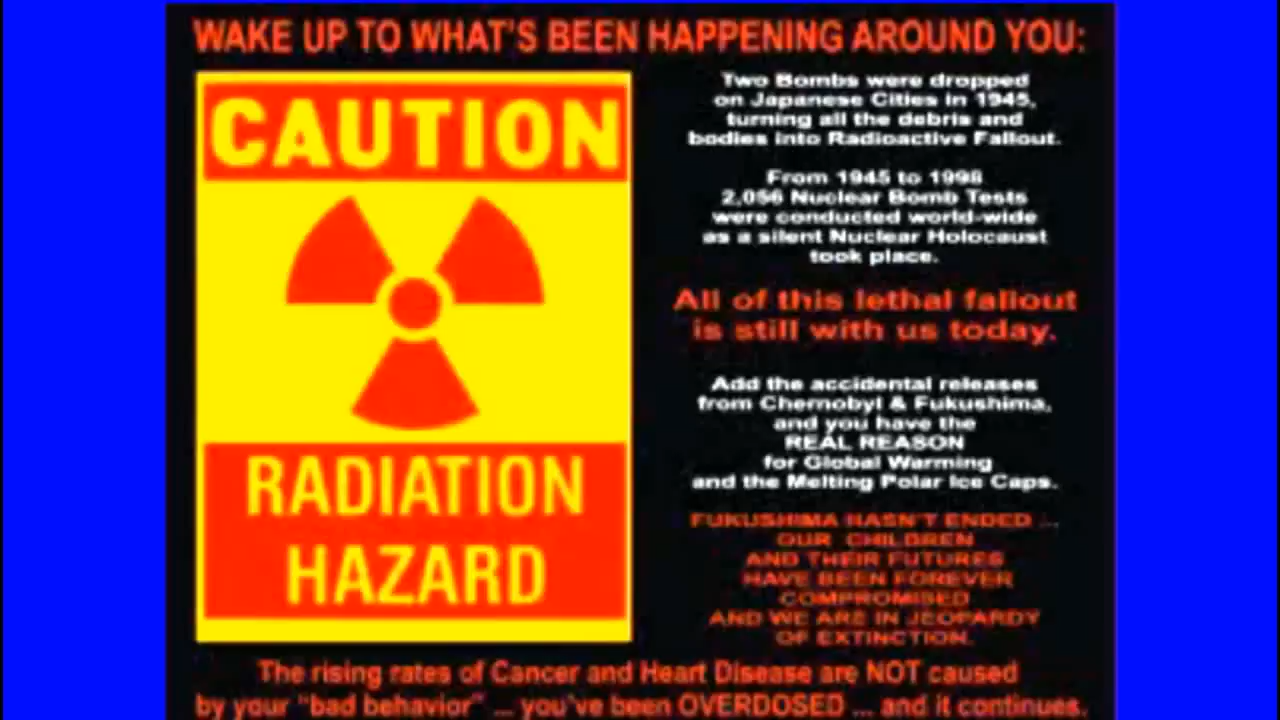 WAKE UP TO WHAT'S BEEN HAPPENING AROUND YOU:
CAUTION
RADIATION
HAZARD
Two Bombs were dropped
on Japanese Cities in 1945,
turning all the debris and
bodies into Radioactive Fallout.
From 1945 to 1998
2,056 Nuclear Bomb Tests
were conducted world-wide
as a silent Nuclear Holocaust
took place.
All of this lethal fallout
is still with us today.
Add the accidental releases
from Chernobyl & Fukushima,
and you have the
REAL REASON
for Global Warming
and the Melting Polar Ice Caps.
FUKUSHIMA HASN'T ENDED ...
OUR CHILDREN
AND THEIR FUTURES
HAVE BEEN FOREVER
COMPROMISED
AND WE ARE IN JEOPARDY
OF EXTINCTION.
The rising rates of Cancer and Heart Disease are NOT caused
by your "bad behavior" ... you've been OVERDOSED ... and it continues.